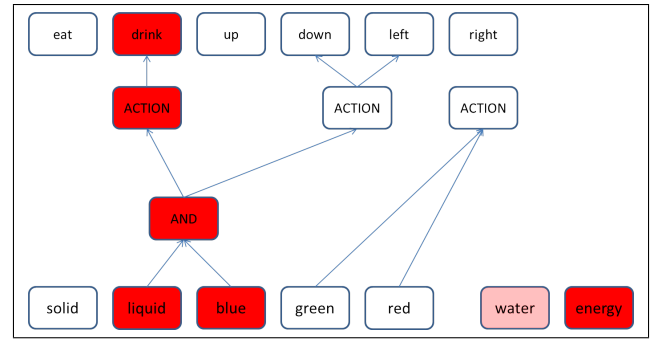 eat drink up down left right
ACTION ACTION ACTION
AND
solid liquid blue green red water energy